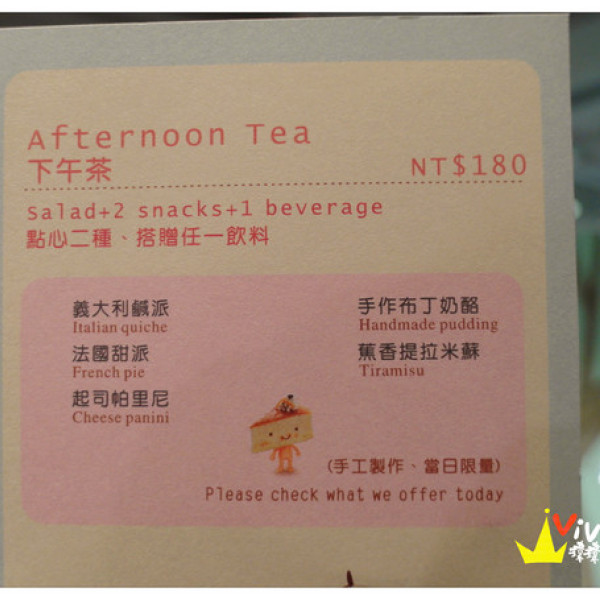 Afternoon Tea
下午茶
NT$180
Salad+2 snacks+1 beverage
點心二種、搭贈任一飲料
義大利鹹派
Italian quiche
法國甜派
French pie
起司帕里尼
Cheese panini
手作布丁奶酪
Handmade pudding
蕉香提拉米蘇
Tiramisu
(手工製作、當日限量)
Please check what we offer today